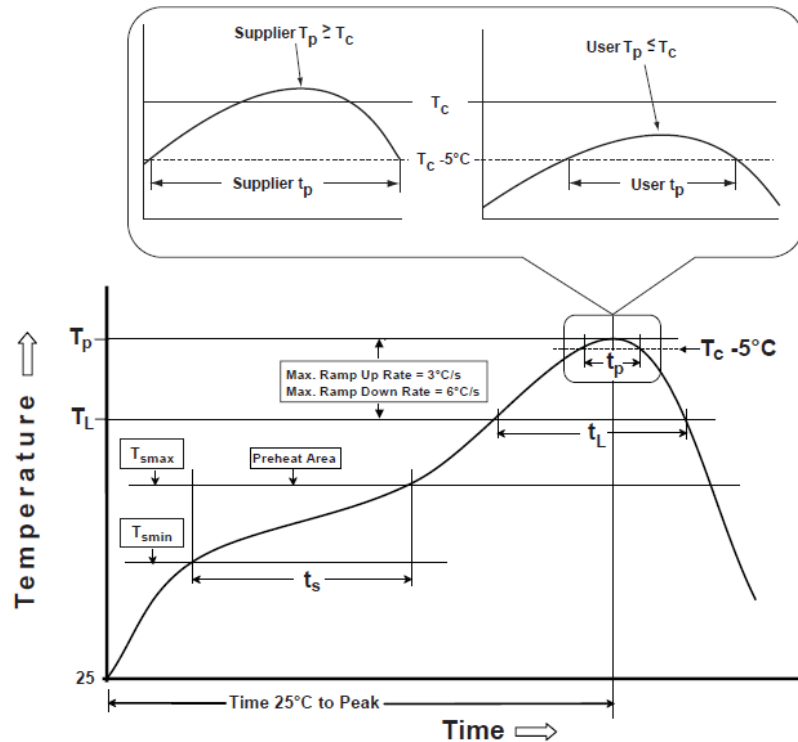 Supplier Tp ≥ Tc
User Tp ≤ Tc
Tc
Tc -5°C
Supplier tp
User tp
Tp
Tc -5°C
tp
Max. Ramp Up Rate = 3°C/s
Max. Ramp Down Rate = 6°C/s
TL
tL
Tsmax
Preheat Area
Tsmin
ts
Temperature
25
Time 25°C to Peak
Time